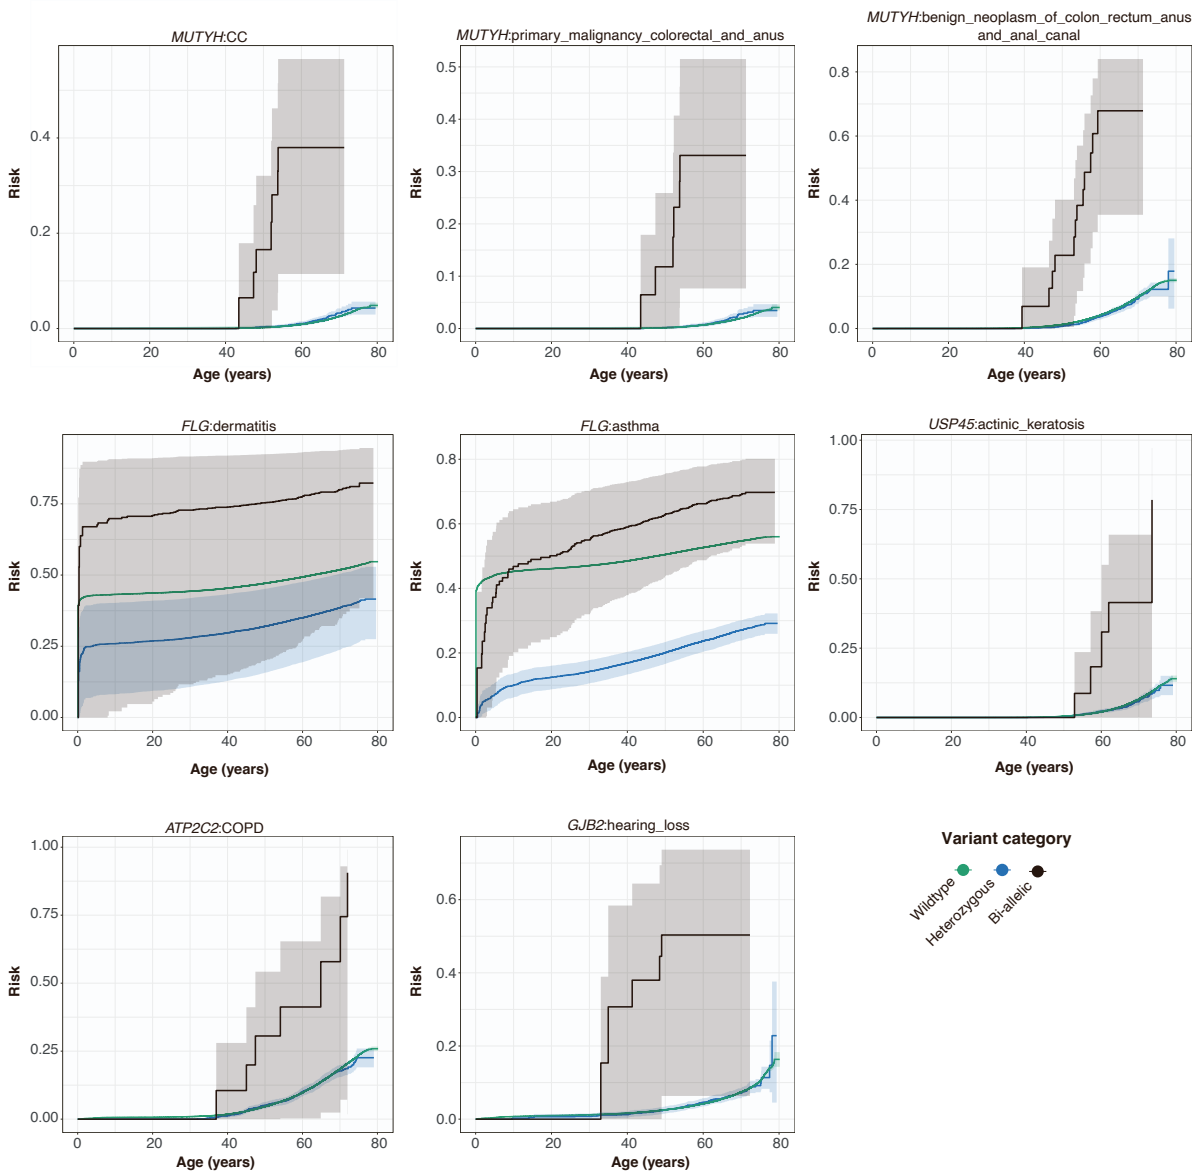 MUTYH:CC
Risk
0.4
0.2
0.0
0 20 40 60 80
Age (years)
MUTYH:primary_malignancy_colorectal_and_anus
Risk
0.5
0.4
0.3
0.2
0.1
0.0
0 20 40 60 80
Age (years)
MUTYH:benign_neoplasm_of_colon_rectum_anus
and_anal_canal
Risk
0.8
0.6
0.4
0.2
0.0
0 20 40 60 80
Age (years)
FLG:dermatitis
Risk
0.75
0.50
0.25
0.00
0 20 40 60 80
Age (years)
FLG:asthma
Risk
0.8
0.6
0.4
0.2
0.0
0 20 40 60 80
Age (years)
USP45:actinic_keratosis
Risk
1.00
0.75
0.50
0.25
0.00
0 20 40 60 80
Age (years)
ATP2C2:COPD
Risk
1.00
0.75
0.50
0.25
0.00
0 20 40 60 80
Age (years)
GJB2:hearing_loss
Risk
0.6
0.4
0.2
0.0
0 20 40 60 80
Age (years)
Variant category
Wildtype
Heterozygous
Bi-allelic